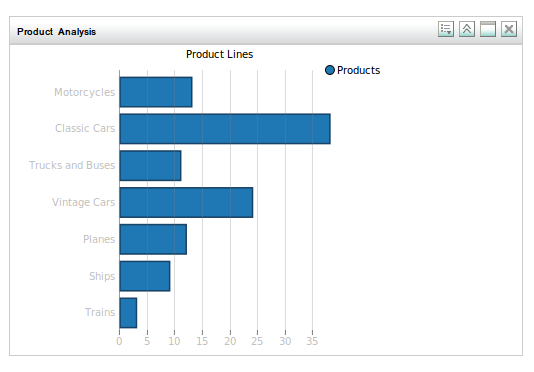 Product Analysis
Product Lines
Products
Motorcycles
Classic Cars
Trucks and Buses
Vintage Cars
Planes
Ships
Trains
0 5 10 15 20 25 30 35